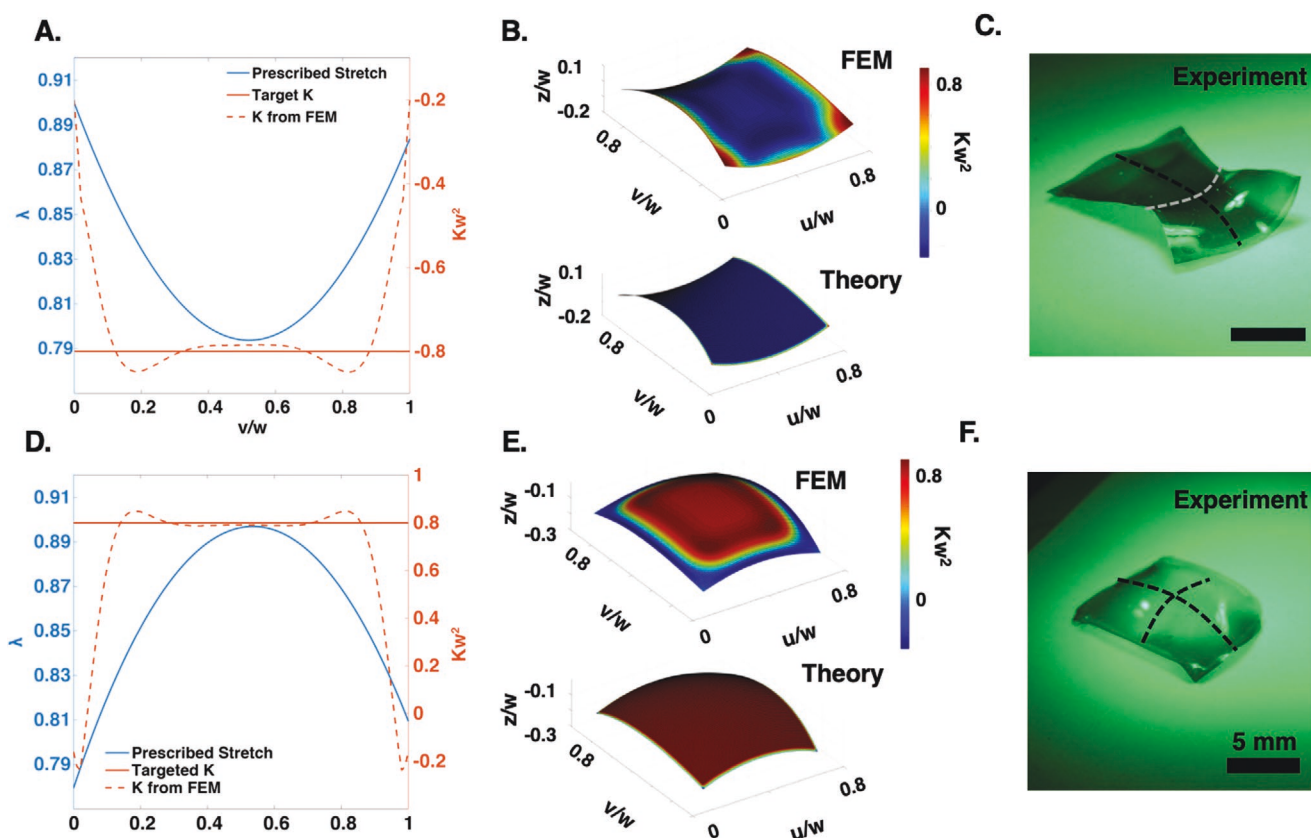 A.
0.91
0.89
0.87
0.85
0.83
0.81
0.79
λ
Prescribed Stretch
Target K
K from FEM
-0.2
-0.4
-0.6
-0.8
Kw²
0
0.2
0.4
0.6
0.8
1
v/w
B.
FEM
z/w
0.1
-0.2
0.8
v/w
0
u/w
0.8
0.8
0
Kw²
Theory
z/w
0.1
-0.2
0.8
v/w
0
u/w
0.8
C.
Experiment
D.
0.91
0.89
0.87
0.85
0.83
0.81
0.79
λ
Prescribed Stretch
Targeted K
K from FEM
1
0.8
0.6
0.4
0.2
0
-0.2
Kw²
0
0.2
0.4
0.6
0.8
1
E.
FEM
z/w
-0.1
-0.3
0.8
v/w
0
u/w
0.8
0.8
0
Kw²
Theory
z/w
-0.1
-0.3
0.8
v/w
0
u/w
0.8
F.
Experiment
5 mm